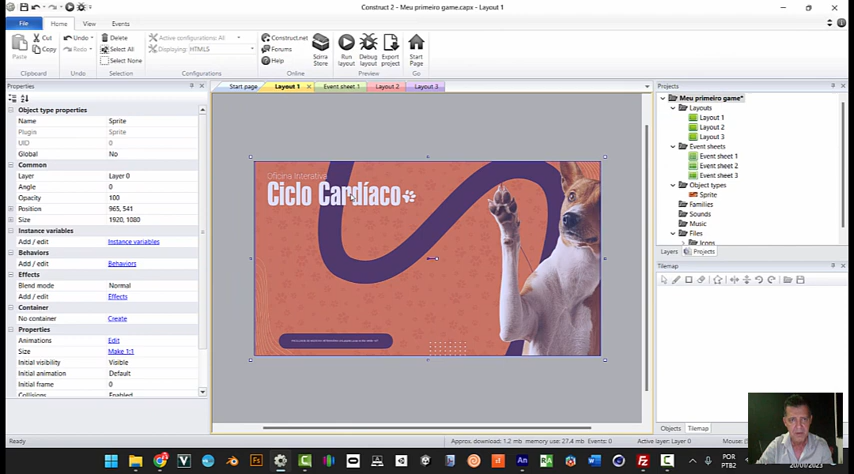 Construct 2 - Meu primeiro game.capx - Layout 1
File
Home
View
Events
Paste
Cut
Copy
Clipboard
Undo
Redo
Undo
Delete
Select All
Select None
Selection
Active configurations: All
Displaying: HTML5
Configurations
Construct.net
Forums
Help
Scirra Store
Online
Run layout
Debug layout
Export project
Preview
Start Page
Go
Properties
Object type properties
Name Sprite
Plugin Sprite
UID 0
Global No
Common
Layer Layer 0
Angle 0
Opacity 100
Position 965, 541
Size 1920, 1080
Instance variables
Add / edit Instance variables
Behaviors
Add / edit Behaviors
Effects
Blend mode Normal
Add / edit Effects
Container
No container Create
Properties
Animations Edit
Size Make 1:1
Initial visibility Visible
Initial animation Default
Initial frame 0
Collisions Enabled
Start page
Layout 1
Event sheet 1
Layout 2
Layout 3
Oficina Interativa
Ciclo Cardíaco
Projects
Meu primeiro game*
Layouts
Layout 1
Layout 2
Layout 3
Event sheets
Event sheet 1
Event sheet 2
Event sheet 3
Object types
Sprite
Families
Sounds
Music
Files
Icons
Layers
Projects
Tilemap
Objects
Tilemap
Ready
Approx. download: 1.2 mb memory use: 27.4 mb Events: 0
Active layer: Layer 0
Mouse:
POR
PTB2
20/01/2023